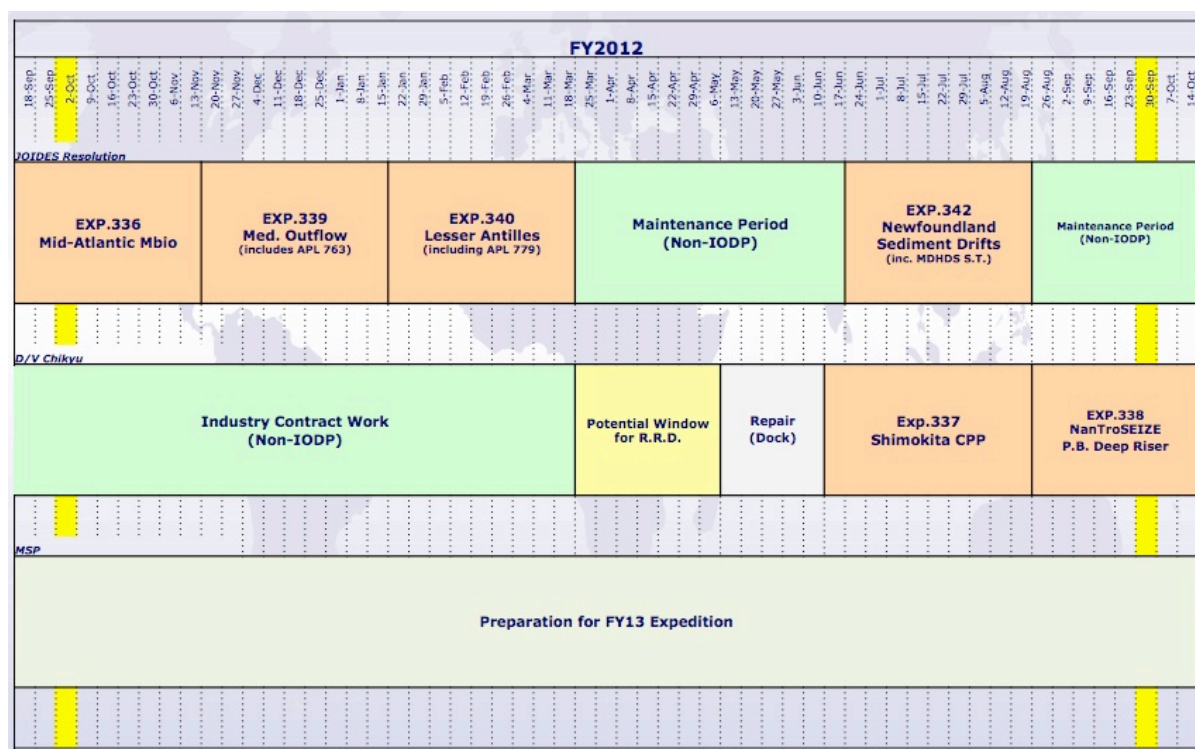 FY2012
18-Sep 25-Sep 2-Oct 9-Oct 16-Oct 23-Oct 30-Oct 6-Nov 13-Nov 20-Nov 27-Nov 4-Dec 11-Dec 18-Dec 25-Dec 1-Jan 8-Jan 15-Jan 22-Jan 29-Jan 5-Feb 12-Feb 19-Feb 26-Feb 4-Mar 11-Mar 18-Mar 25-Mar 1-Apr 8-Apr 15-Apr 22-Apr 29-Apr 6-May 13-May 20-May 27-May 3-Jun 10-Jun 17-Jun 24-Jun 1-Jul 8-Jul 15-Jul 22-Jul 29-Jul 5-Aug 12-Aug 19-Aug 26-Aug 2-Sep 9-Sep 16-Sep 23-Sep 30-Sep 7-Oct 14-Oct
JOIDES Resolution
EXP.336
Mid-Atlantic Mbio
EXP.339
Med. Outflow
(includes APL 763)
EXP.340
Lesser Antilles
(including APL 779)
Maintenance Period
(Non-IODP)
EXP.342
Newfoundland
Sediment Drifts
(inc. MDHDS S.T.)
Maintenance Period
(Non-IODP)
D/V Chikyu
Industry Contract Work
(Non-IODP)
Potential Window
for R.R.D.
Repair
(Dock)
Exp.337
Shimokita CPP
EXP.338
NanTroSEIZE
P.B. Deep Riser
MSP
Preparation for FY13 Expedition